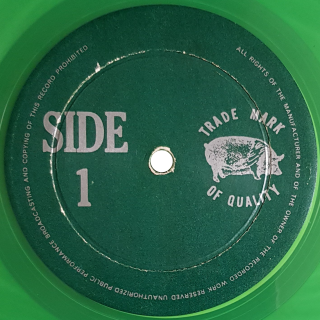 SIDE
1
TRADE MARK
OF QUALITY
ALL RIGHTS OF THE MANUFACTURER AND OF THE OWNER OF THE RECORDED WORK RESERVED UNAUTHORIZED PUBLIC PERFORMANCE BROADCASTING AND COPYING OF THIS RECORD PROHIBITED